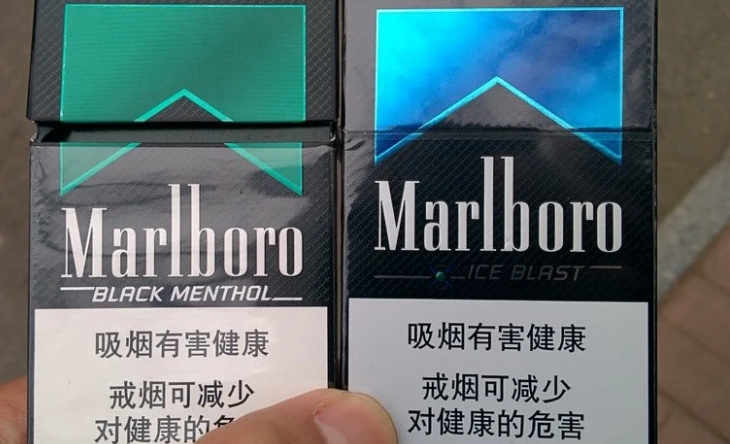 Marlboro
BLACK MENTHOL
吸烟有害健康
戒烟可减少
对健康的危
Marlboro
ICE BLAST
吸烟有害健康
戒烟可减少
对健康的危害